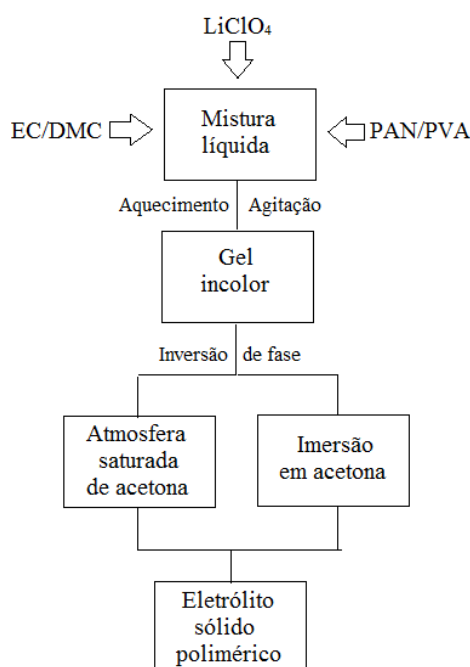 LiClO₄
EC/DMC
Mistura
líquida
PAN/PVA
Aquecimento
Agitação
Gel
incolor
Inversão de fase
Atmosfera
saturada
de acetona
Imersão
em acetona
Eletrólito
sólido
polimérico